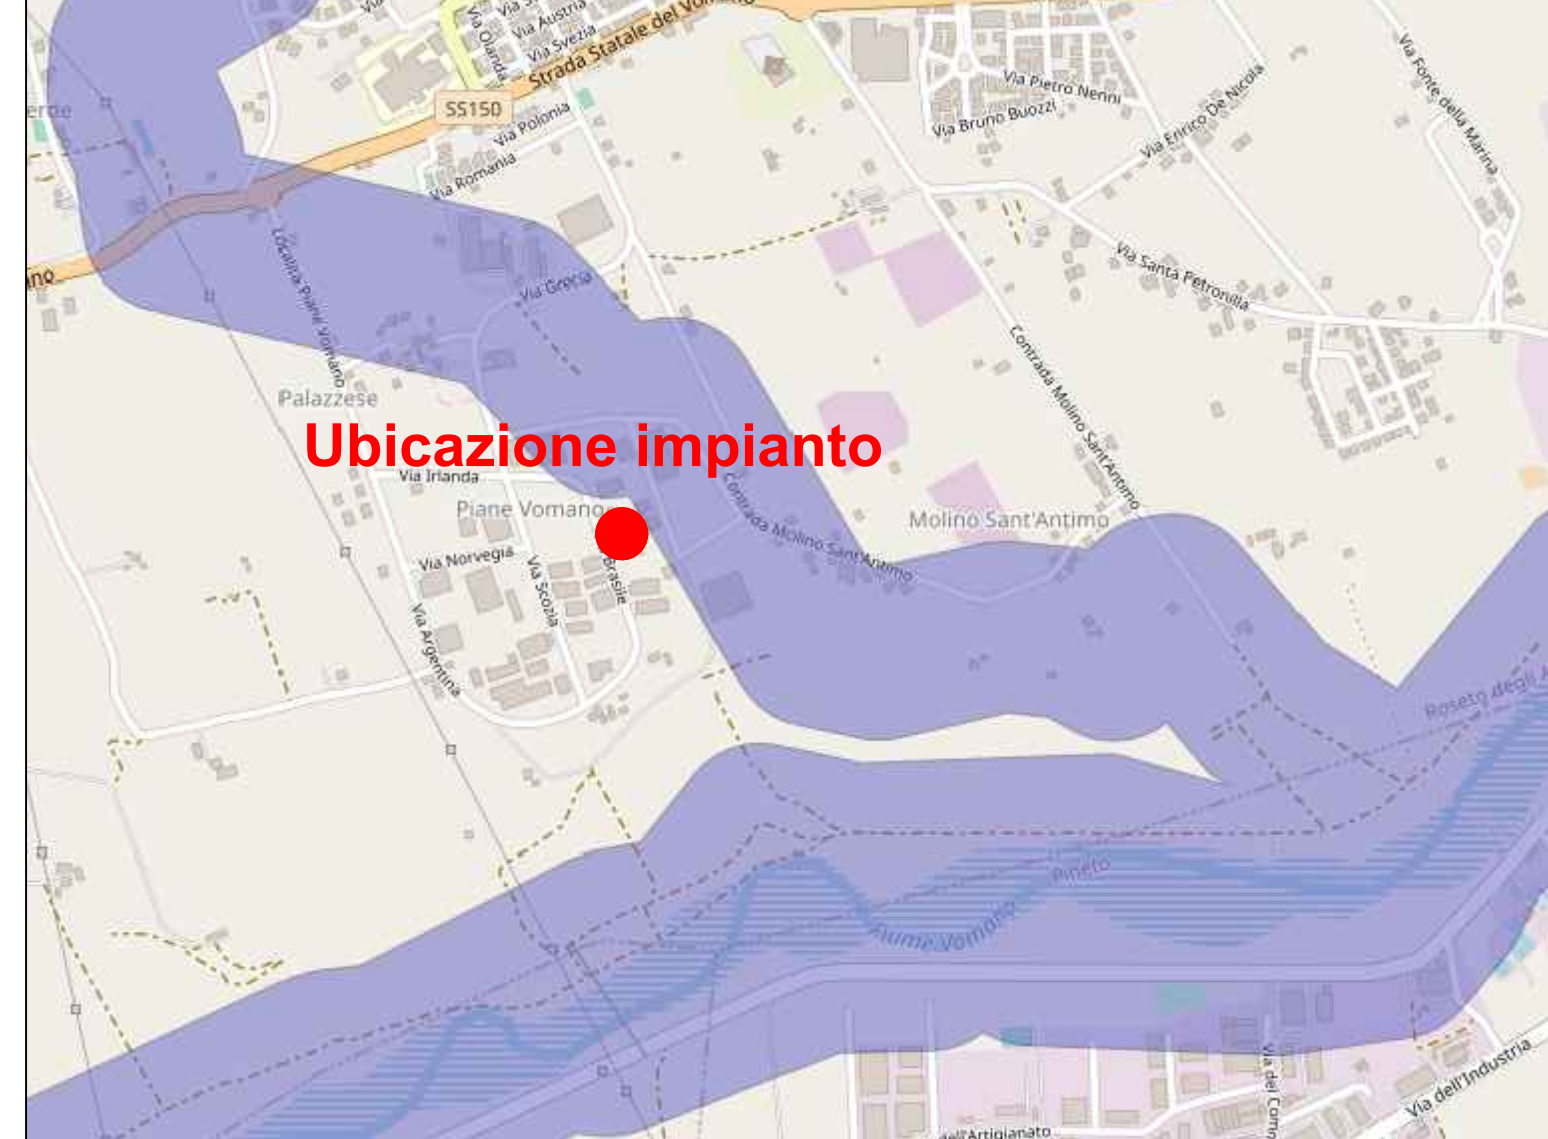 Via Austria
Via Svezia
Via Olanda
Strada Statale del Vomano
SS150
Via Polonia
Via Romania
Via Pietro Nenni
Via Bruno Buozzi
Via Enrico De Nicola
Via Fonte della Marina
Località Piane Vomano
Via Grecia
Via Santa Petronilla
Contrada Molino Sant'Antimo
Palazzese
Ubicazione impianto
Via Irlanda
Piane Vomano
Contrada Molino Sant'Antimo
Molino Sant'Antimo
Via Norvegia
Via Scozia
Brasile
Via Argentina
Roseto degli A
Pineto
Fiume Vomano
Via dell'Industria
Via dei Com
dell'Artigianato